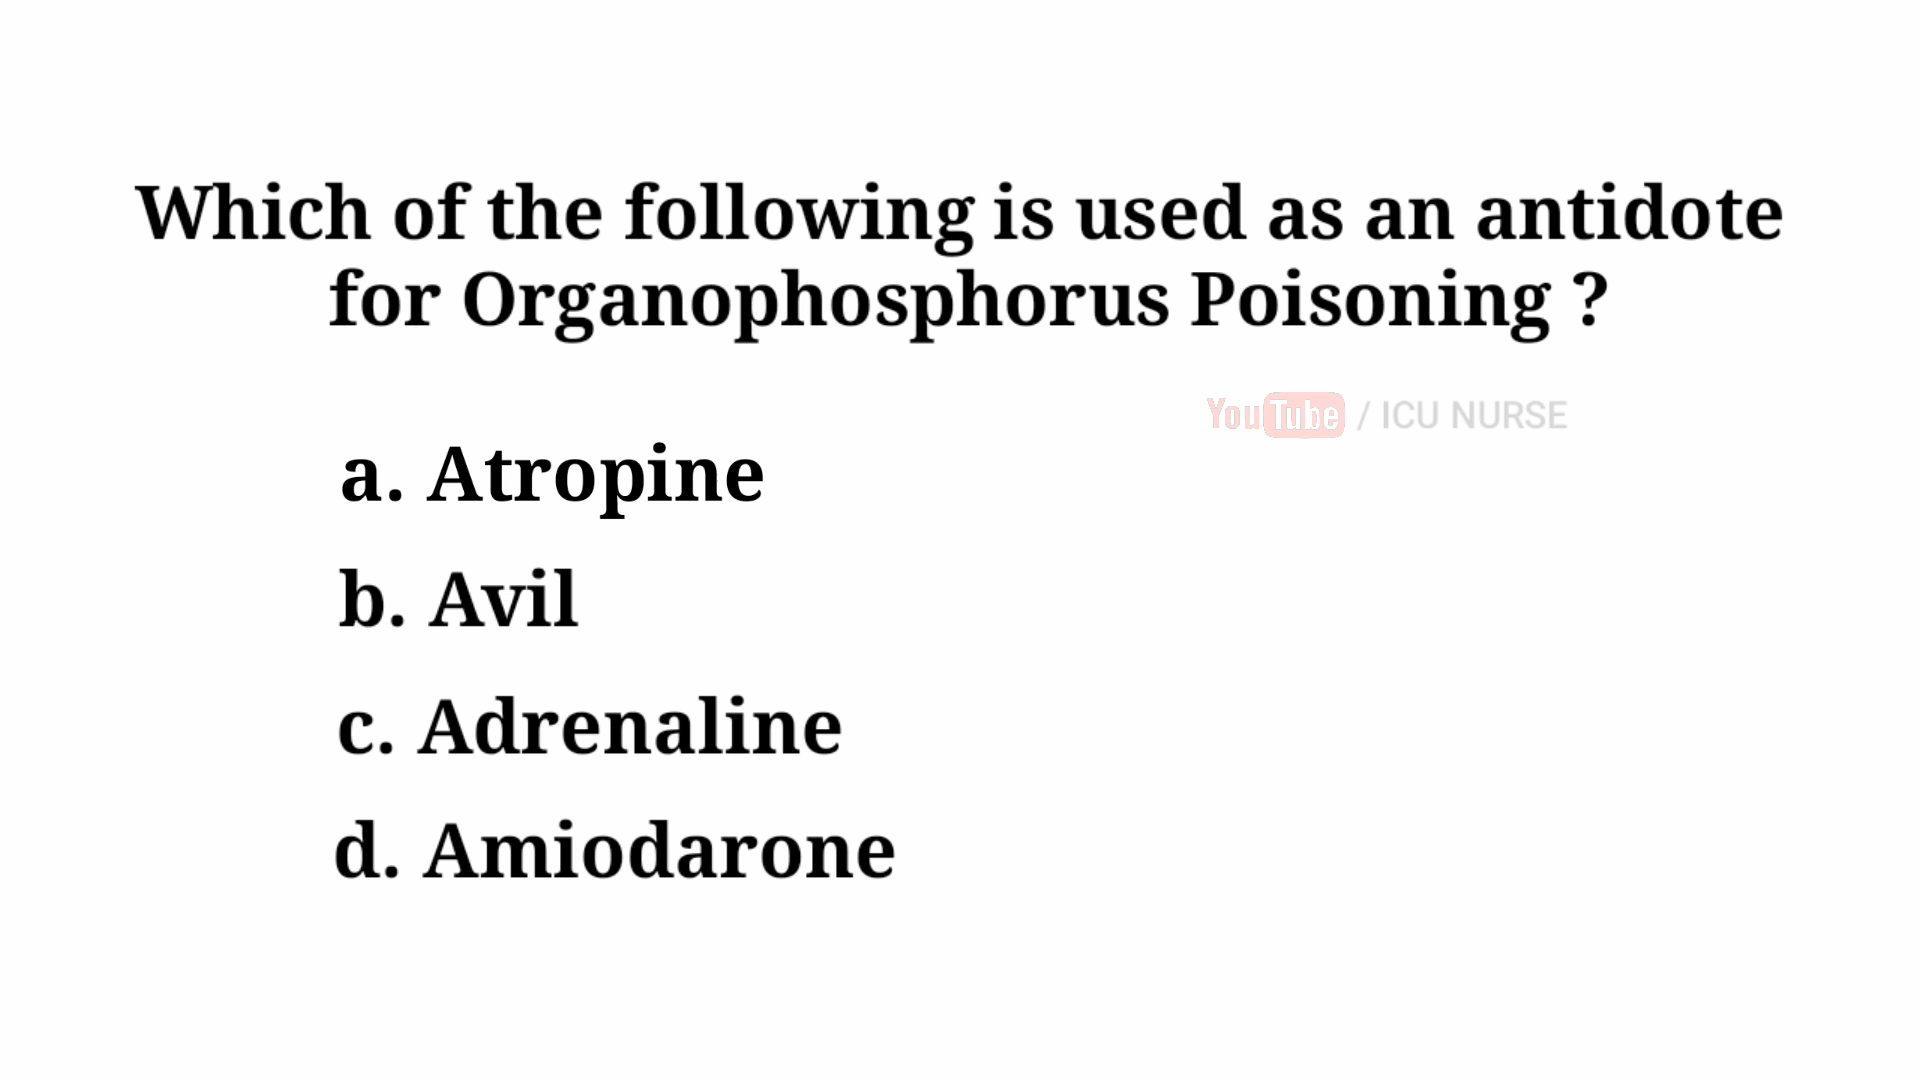 Which of the following is used as an antidote
for Organophosphorus Poisoning ?
YouTube / ICU NURSE
a. Atropine
b. Avil
c. Adrenaline
d. Amiodarone